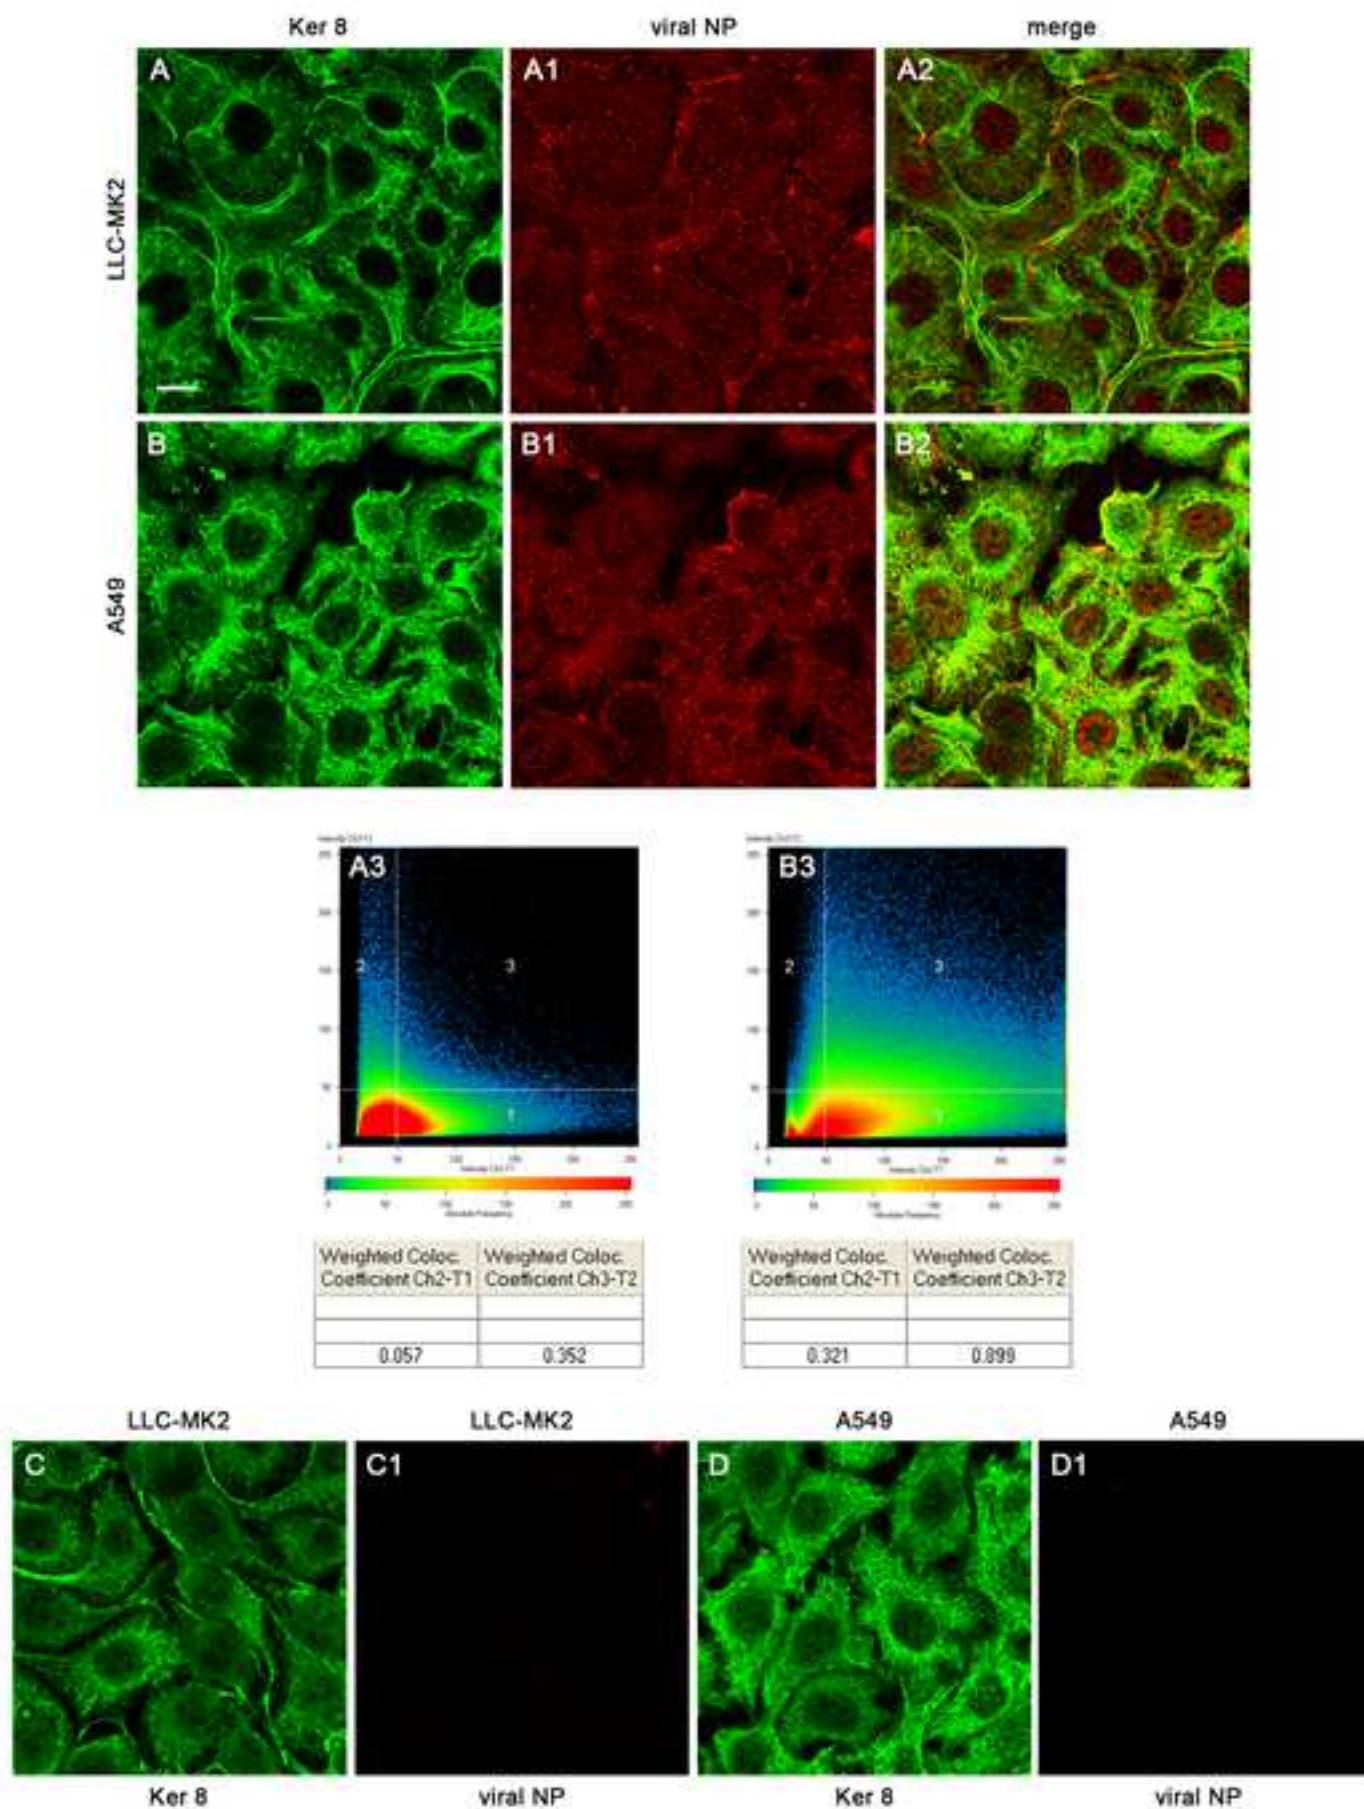 Ker 8 viral NP merge
A A1 A2
LLC-MK2
B B1 B2
A549
A3 B3
2 3 2 3
1
Weighted Coloc. Weighted Coloc. Weighted Coloc. Weighted Coloc.
Coefficient Ch2-T1 Coefficient Ch3-T2 Coefficient Ch2-T1 Coefficient Ch3-T2
0.057 0.352 0.321 0.899
LLC-MK2 LLC-MK2 A549 A549
C C1 D D1
Ker 8 viral NP Ker 8 viral NP